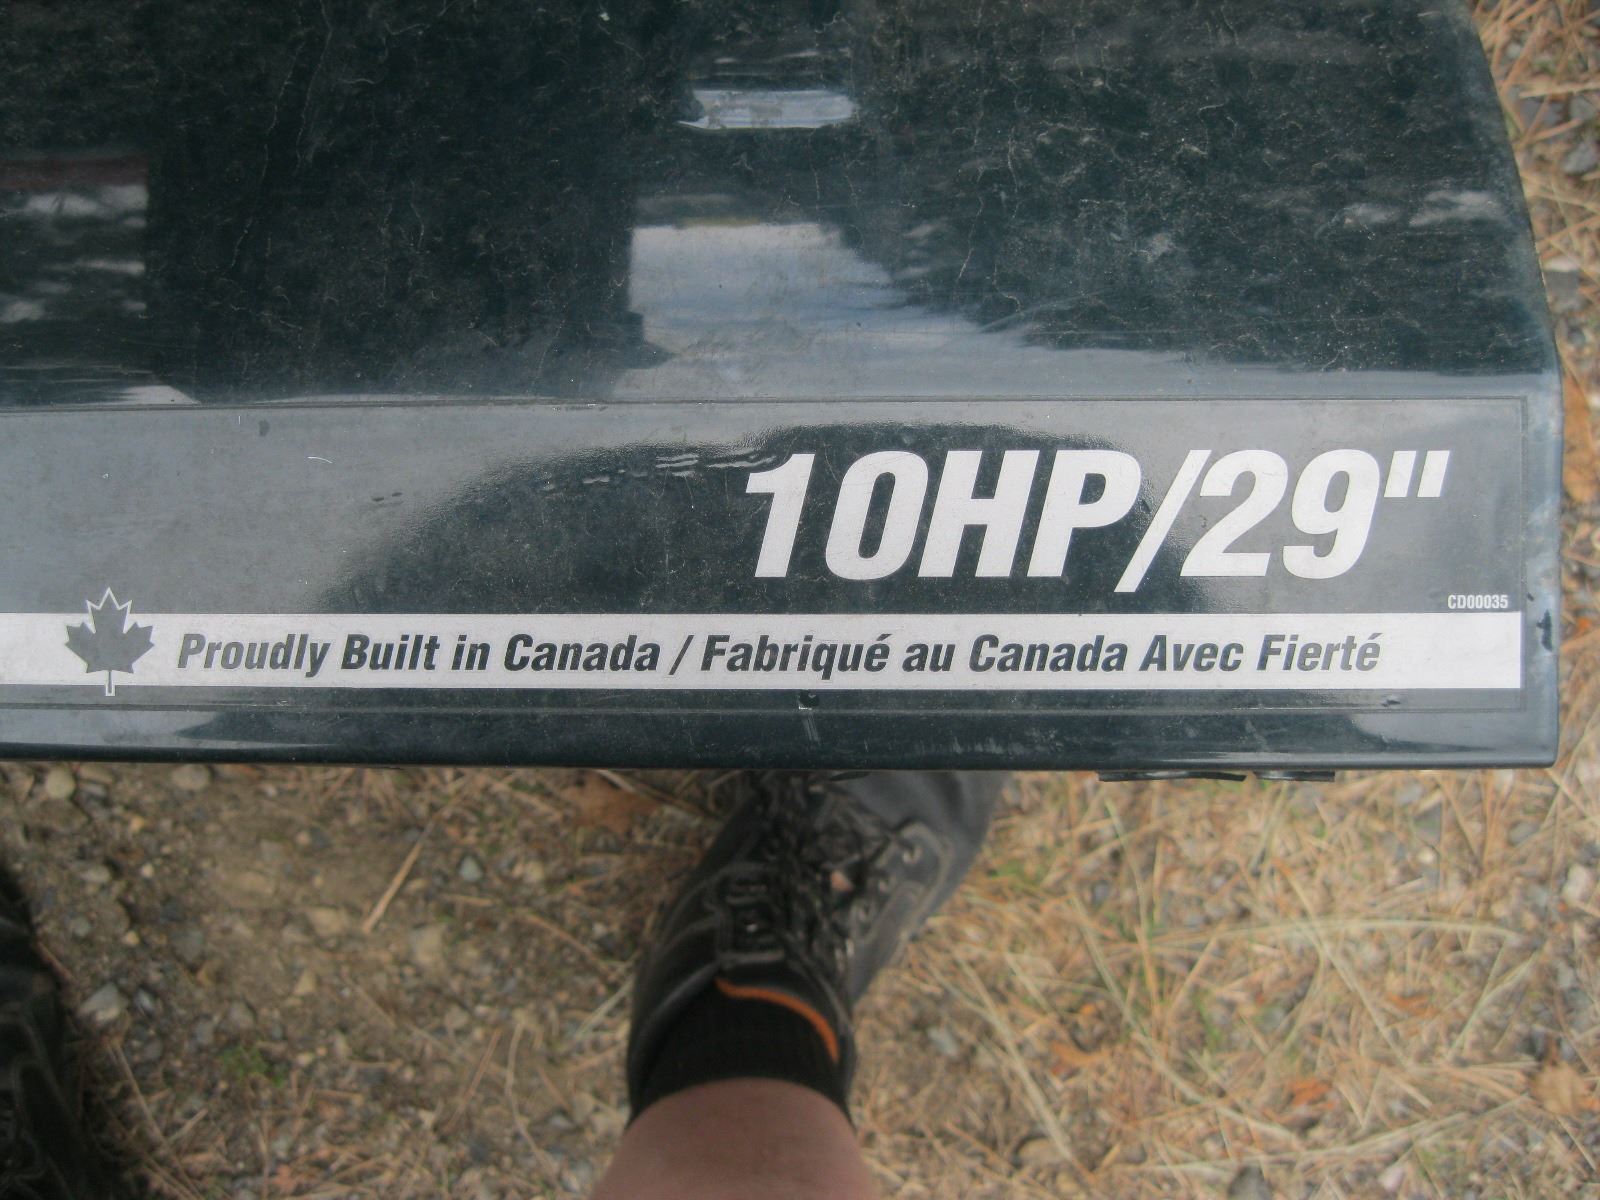 10HP/29"
CD00035
Proudly Built in Canada / Fabriqué au Canada Avec Fierté